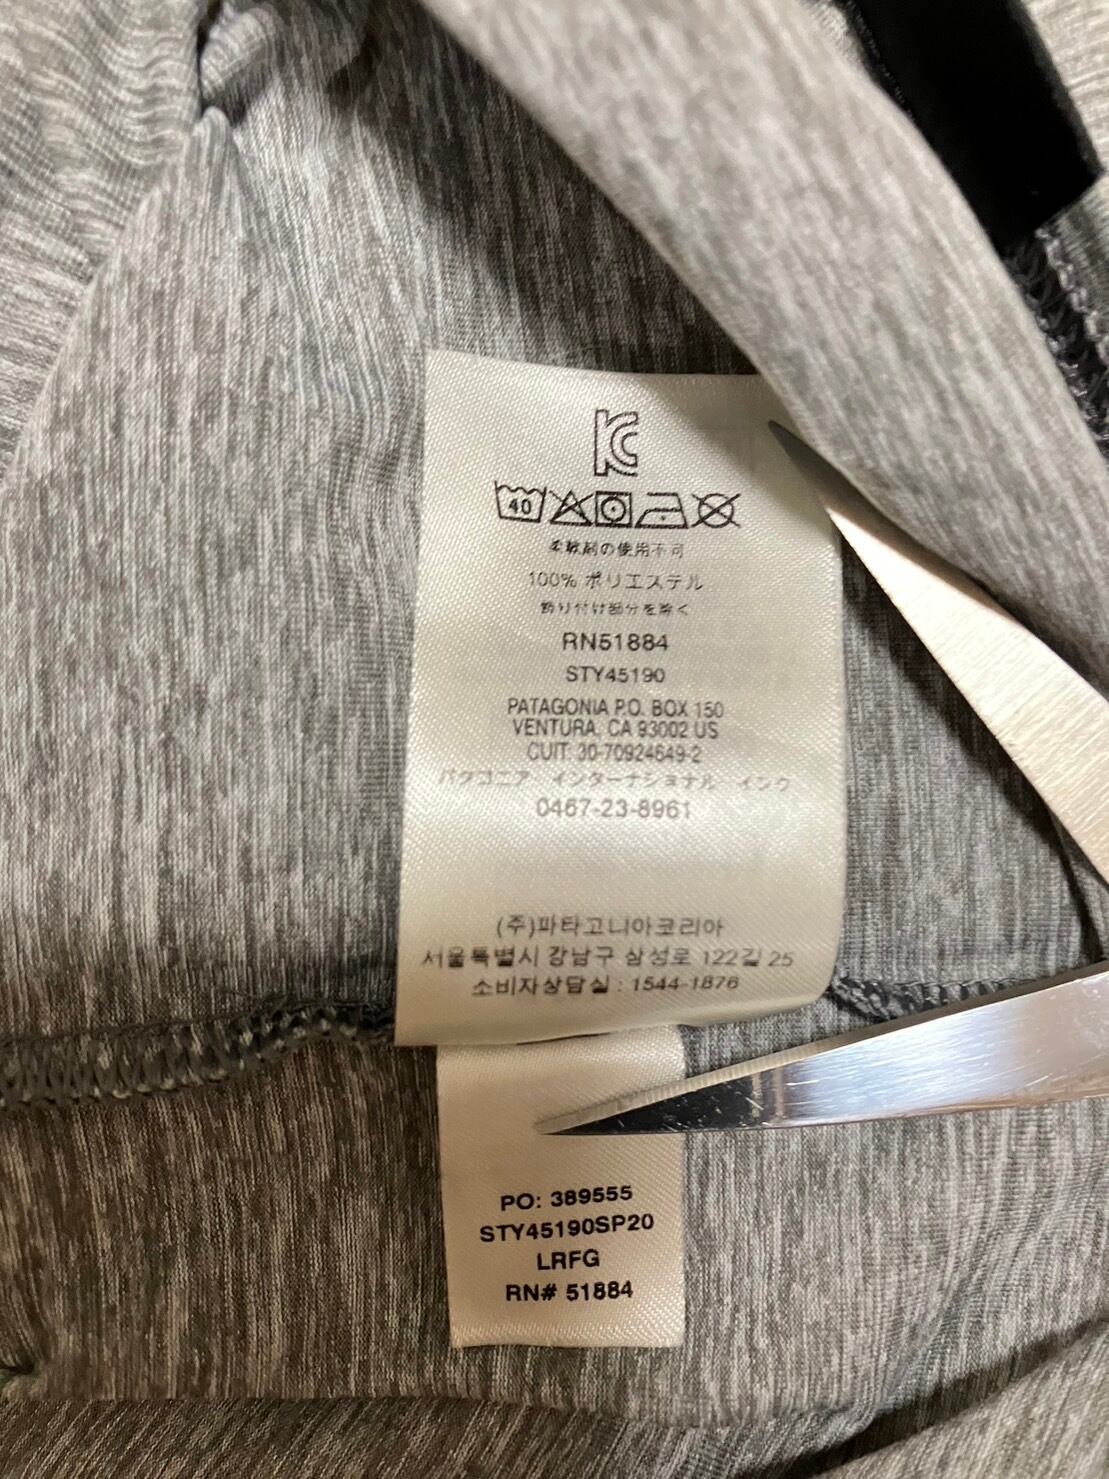 KC
40
柔軟剤の使用不可
100% ポリエステル
飾り付け部分を除く
RN51884
STY45190
PATAGONIA P.O. BOX 150
VENTURA, CA 93002 US
CUIT: 30-70924649-2
パタゴニア インターナショナル インク
0467-23-8961
(주)파타고니아코리아
서울특별시 강남구 삼성로 122길 25
소비자상담실 : 1544-1876
PO: 389555
STY45190SP20
LRFG
RN# 51884